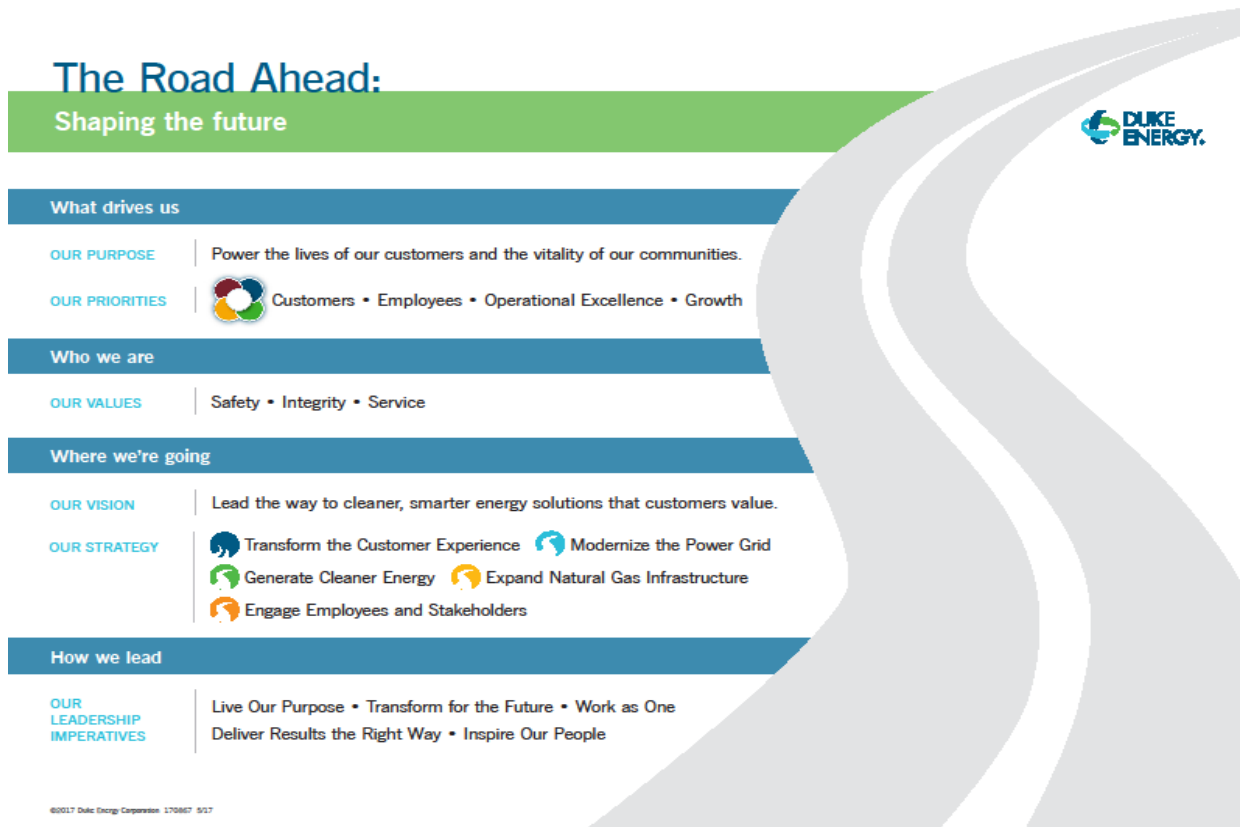 The Road Ahead:
Shaping the future
DUKE
ENERGY.
What drives us
OUR PURPOSE Power the lives of our customers and the vitality of our communities.
OUR PRIORITIES Customers • Employees • Operational Excellence • Growth
Who we are
OUR VALUES Safety • Integrity • Service
Where we're going
OUR VISION Lead the way to cleaner, smarter energy solutions that customers value.
OUR STRATEGY Transform the Customer Experience Modernize the Power Grid
Generate Cleaner Energy Expand Natural Gas Infrastructure
Engage Employees and Stakeholders
How we lead
OUR
LEADERSHIP
IMPERATIVES
Live Our Purpose • Transform for the Future • Work as One
Deliver Results the Right Way • Inspire Our People
©2017 Duke Energy Corporation 170867 5/17